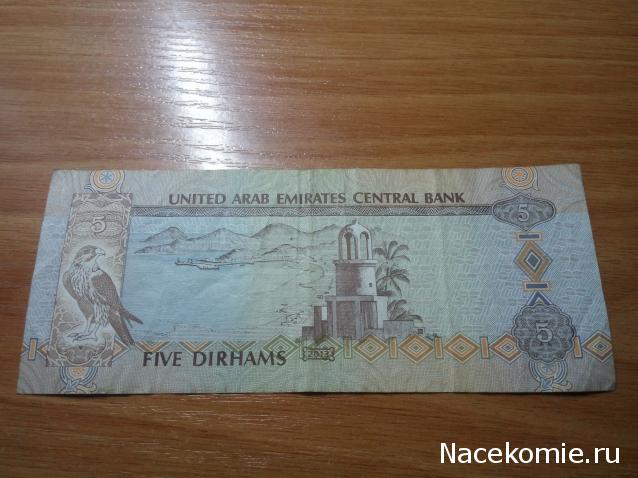 UNITED ARAB EMIRATES CENTRAL BANK
5
5
5
FIVE DIRHAMS
2013
Nacekomie.ru